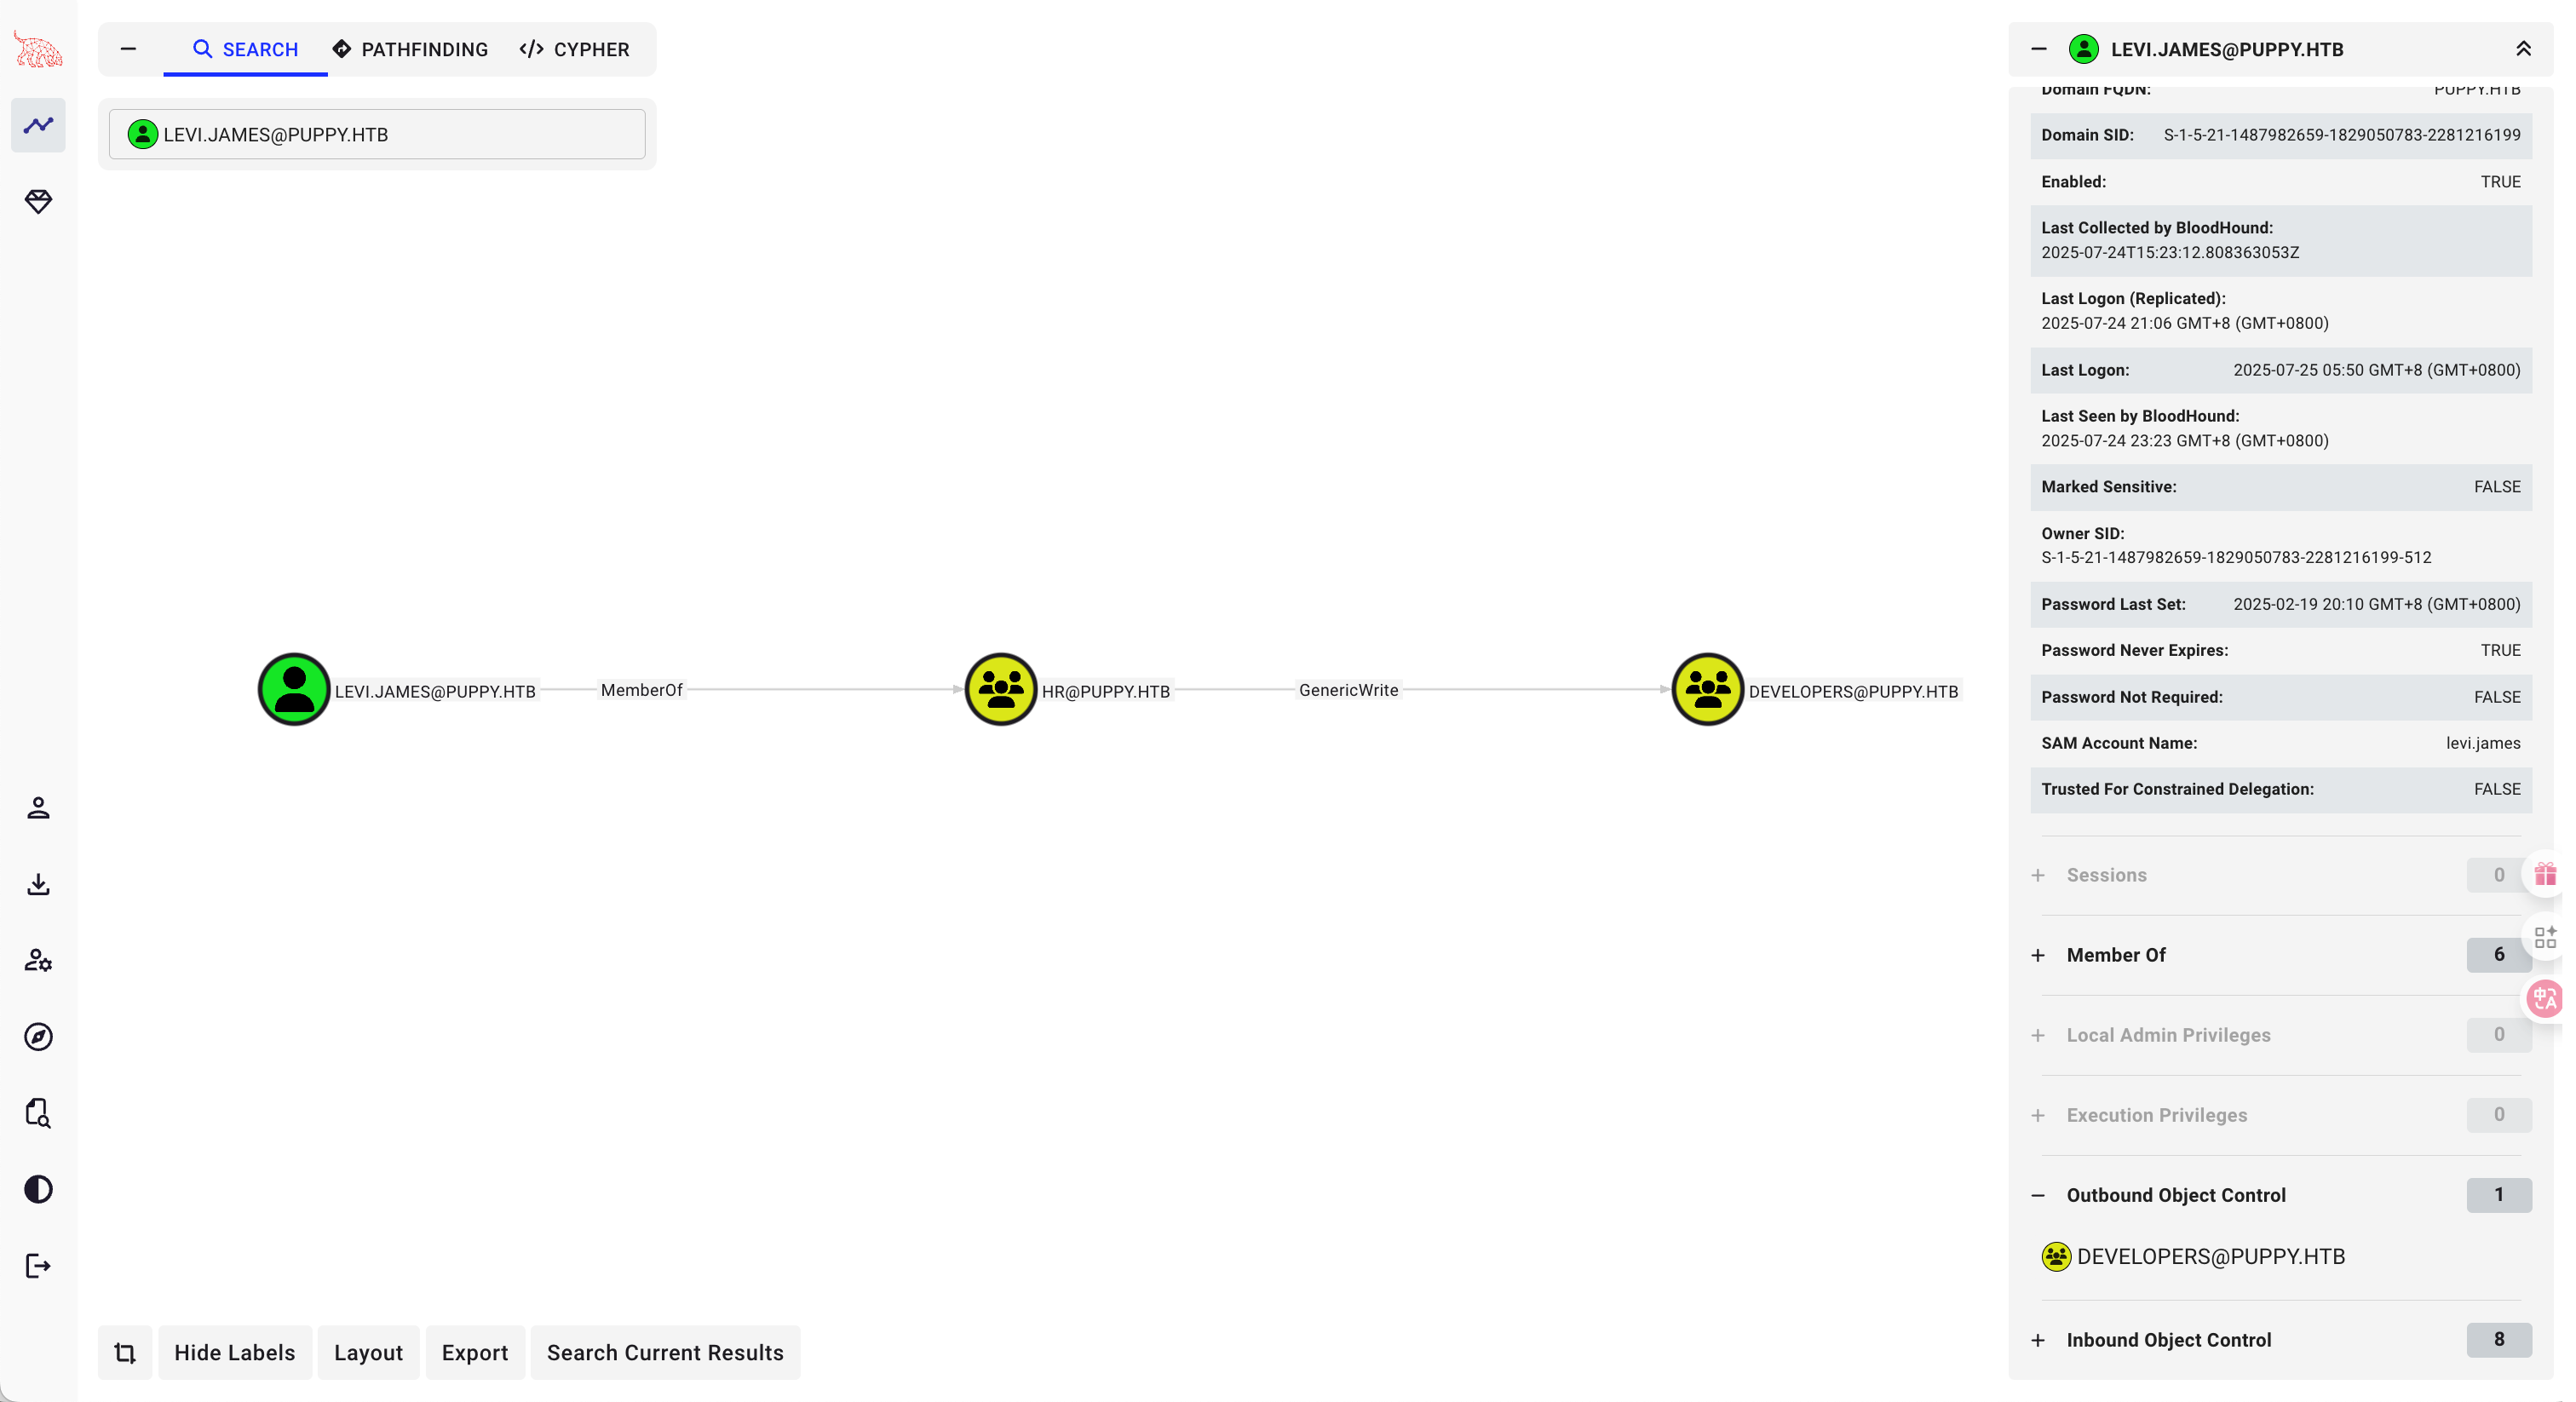 SEARCH
PATHFINDING
CYPHER
LEVI.JAMES@PUPPY.HTB
LEVI.JAMES@PUPPY.HTB
MemberOf
HR@PUPPY.HTB
GenericWrite
DEVELOPERS@PUPPY.HTB
Hide Labels
Layout
Export
Search Current Results
LEVI.JAMES@PUPPY.HTB
Domain FQDN: PUPPY.HTB
Domain SID: S-1-5-21-1487982659-1829050783-2281216199
Enabled: TRUE
Last Collected by BloodHound:
2025-07-24T15:23:12.808363053Z
Last Logon (Replicated):
2025-07-24 21:06 GMT+8 (GMT+0800)
Last Logon: 2025-07-25 05:50 GMT+8 (GMT+0800)
Last Seen by BloodHound:
2025-07-24 23:23 GMT+8 (GMT+0800)
Marked Sensitive: FALSE
Owner SID:
S-1-5-21-1487982659-1829050783-2281216199-512
Password Last Set: 2025-02-19 20:10 GMT+8 (GMT+0800)
Password Never Expires: TRUE
Password Not Required: FALSE
SAM Account Name: levi.james
Trusted For Constrained Delegation: FALSE
Sessions 0
Member Of 6
Local Admin Privileges 0
Execution Privileges 0
Outbound Object Control 1
DEVELOPERS@PUPPY.HTB
Inbound Object Control 8
中A